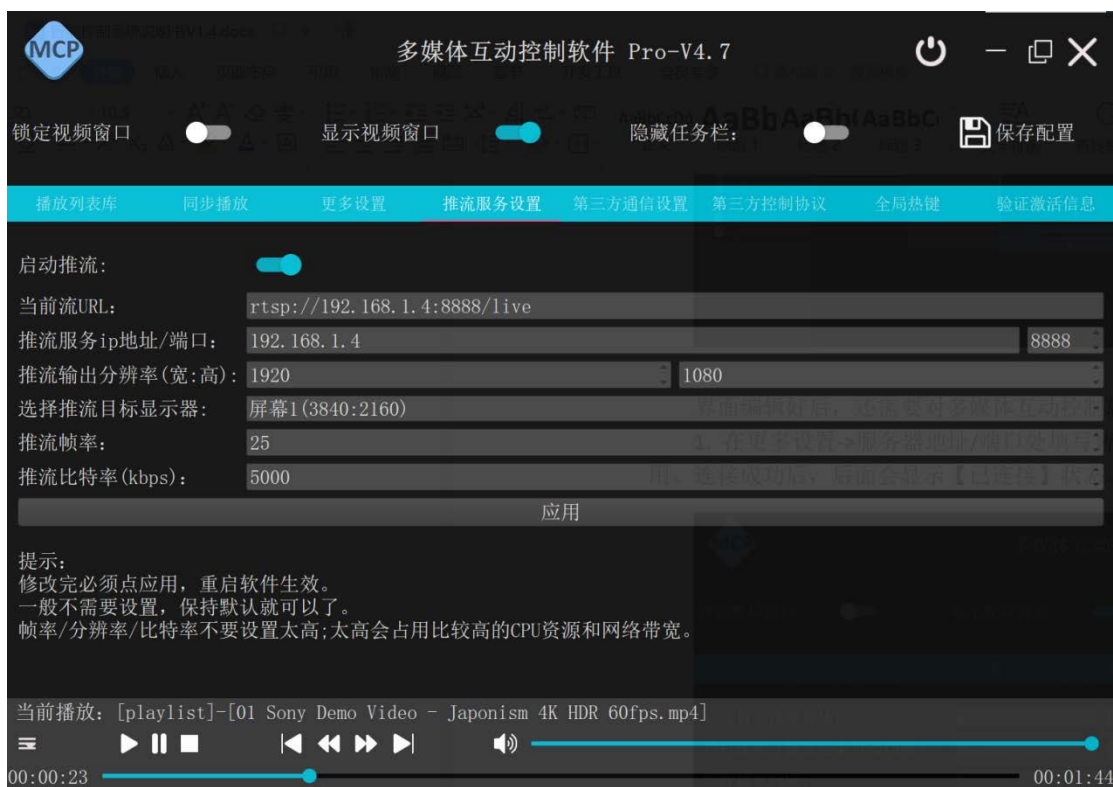 MCP
多媒体互动控制软件 Pro-V4.7
锁定视频窗口 显示视频窗口 隐藏任务栏: 保存配置
播放列表库 同步播放 更多设置 推流服务设置 第三方通信设置 第三方控制协议 全局热键 验证激活信息
启动推流:
当前流URL: rtsp://192.168.1.4:8888/live
推流服务ip地址/端口: 192.168.1.4 8888
推流输出分辨率(宽:高): 1920 1080
选择推流目标显示器: 屏幕1(3840:2160)
推流帧率: 25
推流比特率(kbps): 5000
应用
提示:
修改完必须点应用, 重启软件生效。
一般不需要设置, 保持默认就可以了。
帧率/分辨率/比特率不要设置太高;太高会占用比较高的CPU资源和网络带宽。
当前播放: [playlist]-[01 Sony Demo Video - Japonism 4K HDR 60fps.mp4]
00:00:23 00:01:44